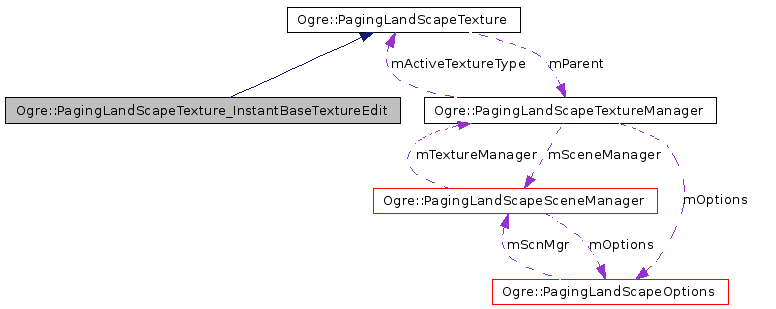 Ogre::PagingLandScapeTexture
mActiveTextureType
mParent
Ogre::PagingLandScapeTexture_InstantBaseTextureEdit
Ogre::PagingLandScapeTextureManager
mTextureManager
mSceneManager
Ogre::PagingLandScapeSceneManager
mOptions
mScnMgr
mOptions
Ogre::PagingLandScapeOptions